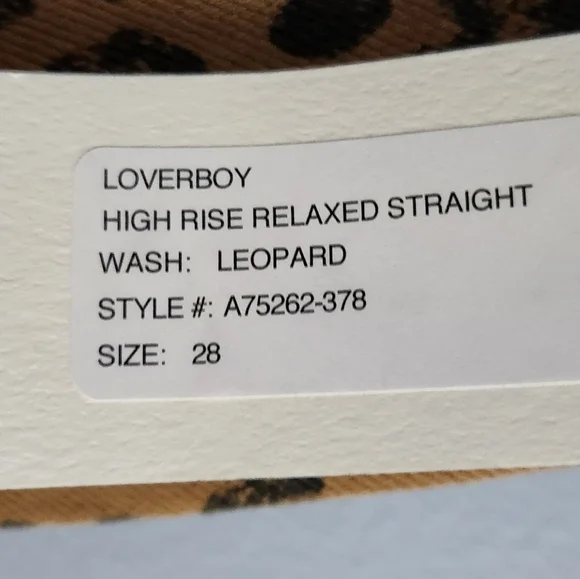 LOVERBOY
HIGH RISE RELAXED STRAIGHT
WASH: LEOPARD
STYLE #: A75262-378
SIZE: 28